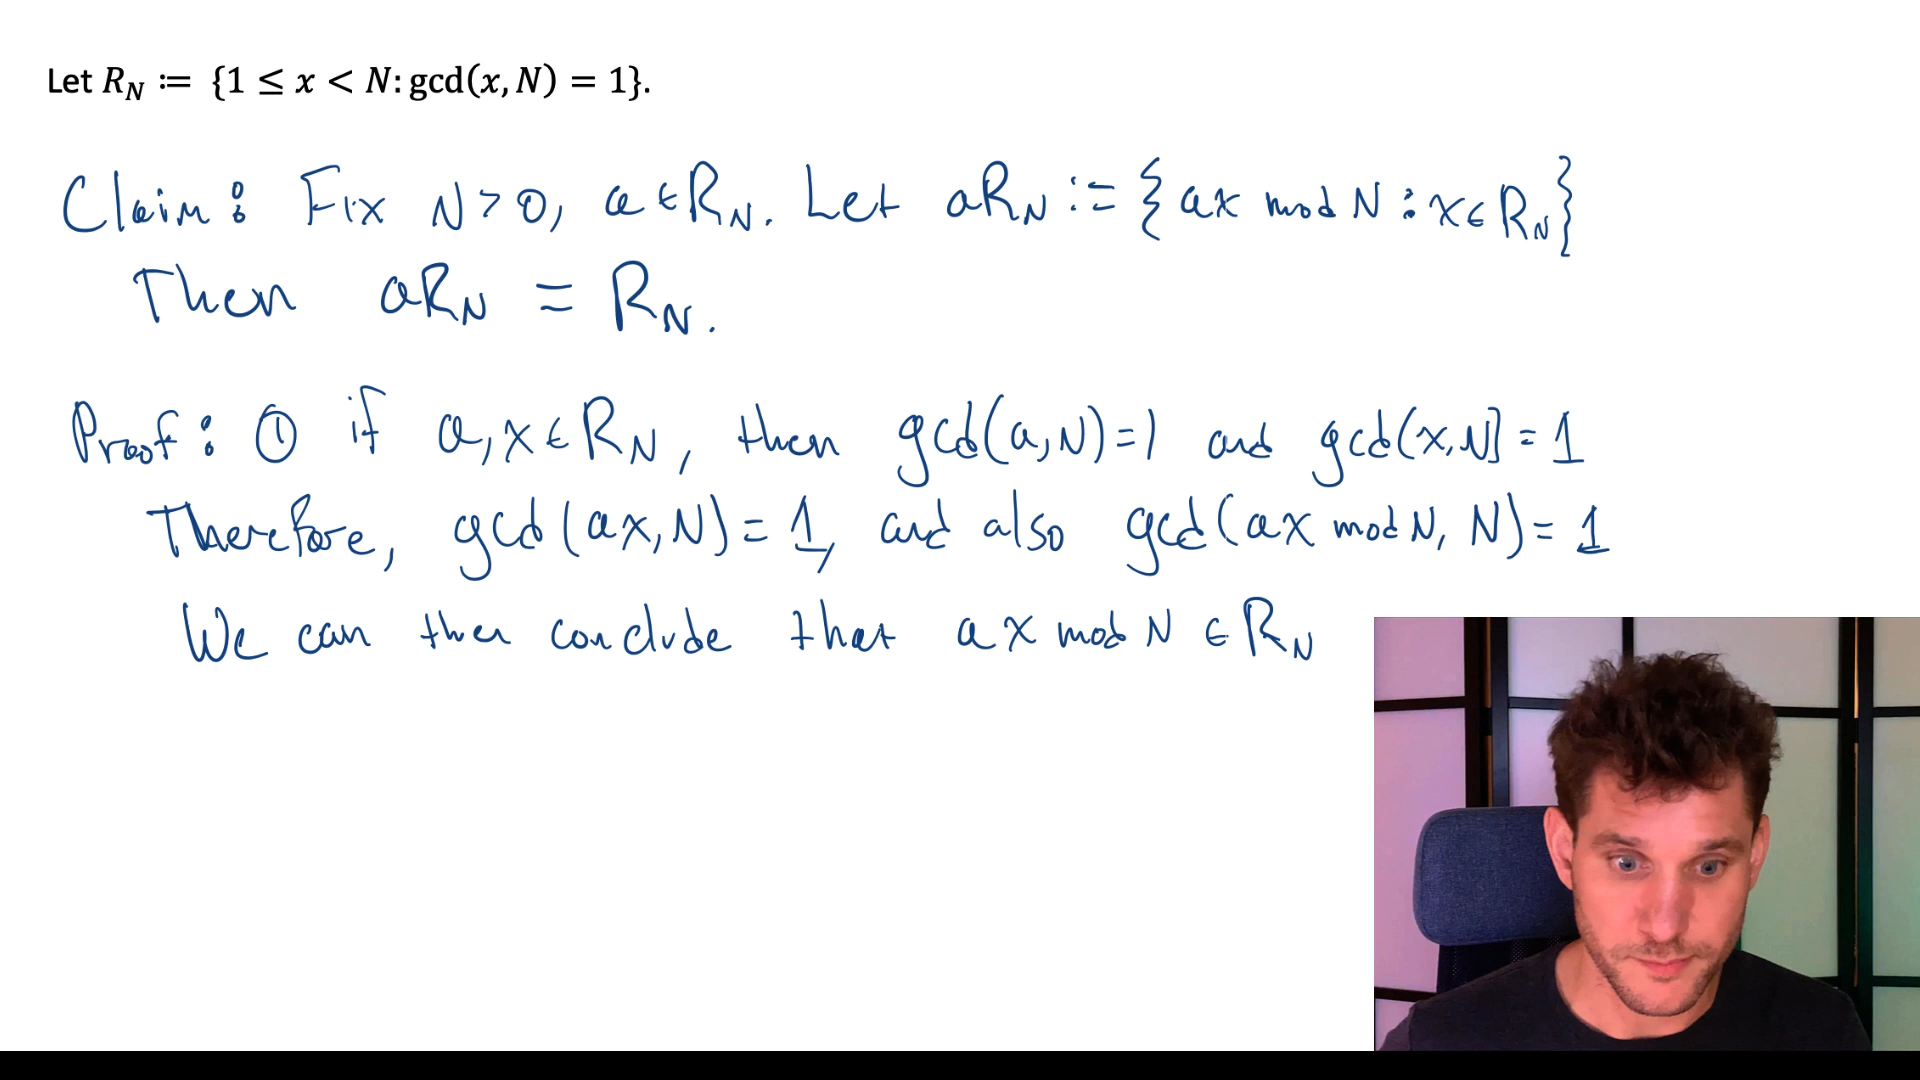 Let R_N ≔ {1 ≤ x < N: gcd(x, N) = 1}.
Claim: Fix N > 0, a ∈ R_N. Let aR_N := {ax mod N : x ∈ R_N}
Then aR_N = R_N.
Proof: ① if a, x ∈ R_N, then gcd(a, N) = 1 and gcd(x, N) = 1
Therefore, gcd(ax, N) = 1, and also gcd(ax mod N, N) = 1
We can then conclude that ax mod N ∈ R_N